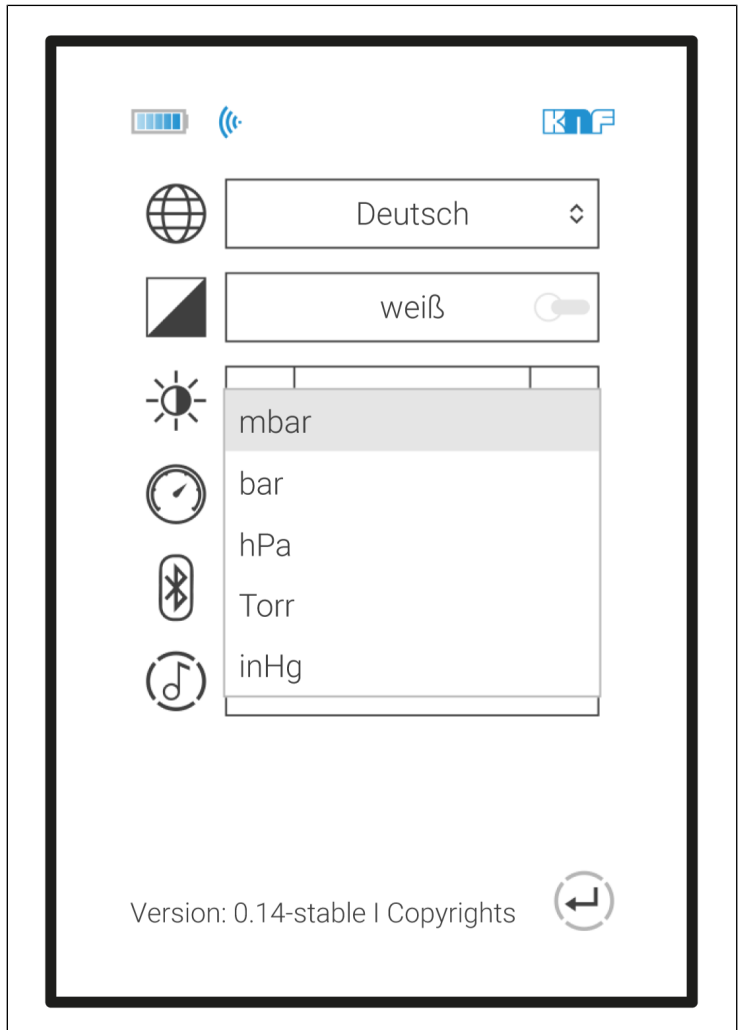 KNF
Deutsch
weiß
mbar
bar
hPa
Torr
inHg
Version: 0.14-stable I Copyrights